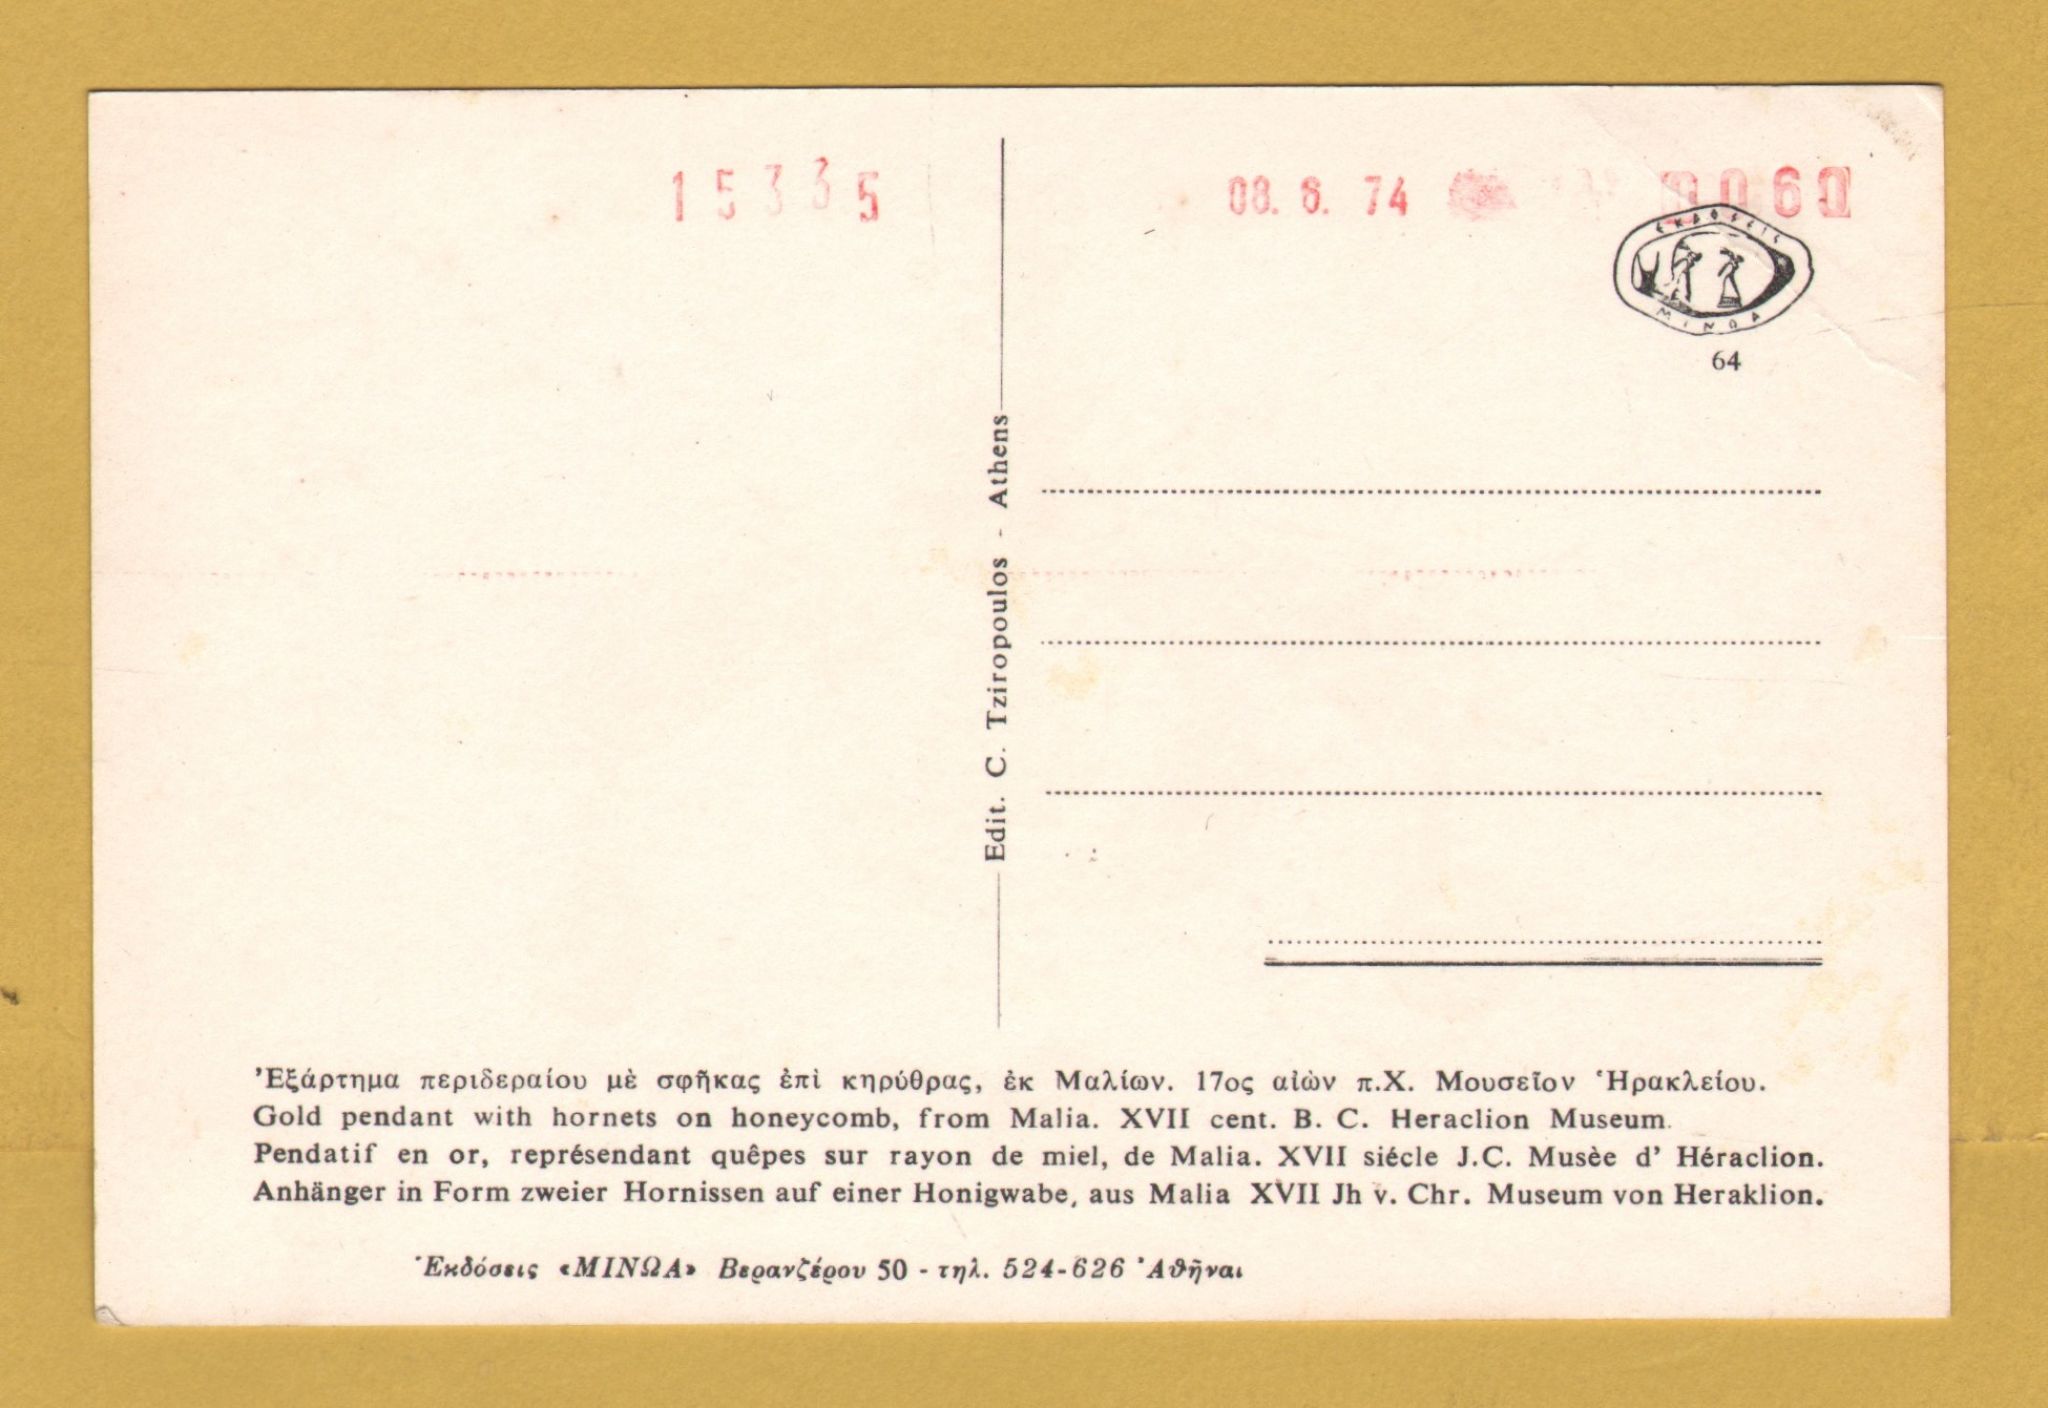 15335
08. 6. 74 0060
ΕΚΔΟΣΕΙΣ
ΜΙΝΩΑ
64
Edit. C. Tziropoulos - Athens
Ἐξάρτημα περιδεραίου μὲ σφῆκας ἐπὶ κηρύθρας, ἐκ Μαλίων. 17ος αἰὼν π.Χ. Μουσεῖον Ἡρακλείου.
Gold pendant with hornets on honeycomb, from Malia. XVII cent. B. C. Heraclion Museum.
Pendatif en or, représendant quêpes sur rayon de miel, de Malia. XVII siécle J.C. Musèe d' Héraclion.
Anhänger in Form zweier Hornissen auf einer Honigwabe, aus Malia XVII Jh v. Chr. Museum von Heraklion.
Ἐκδόσεις «ΜΙΝΩΑ» Βερανζέρου 50 - τηλ. 524-626 Ἀθῆναι